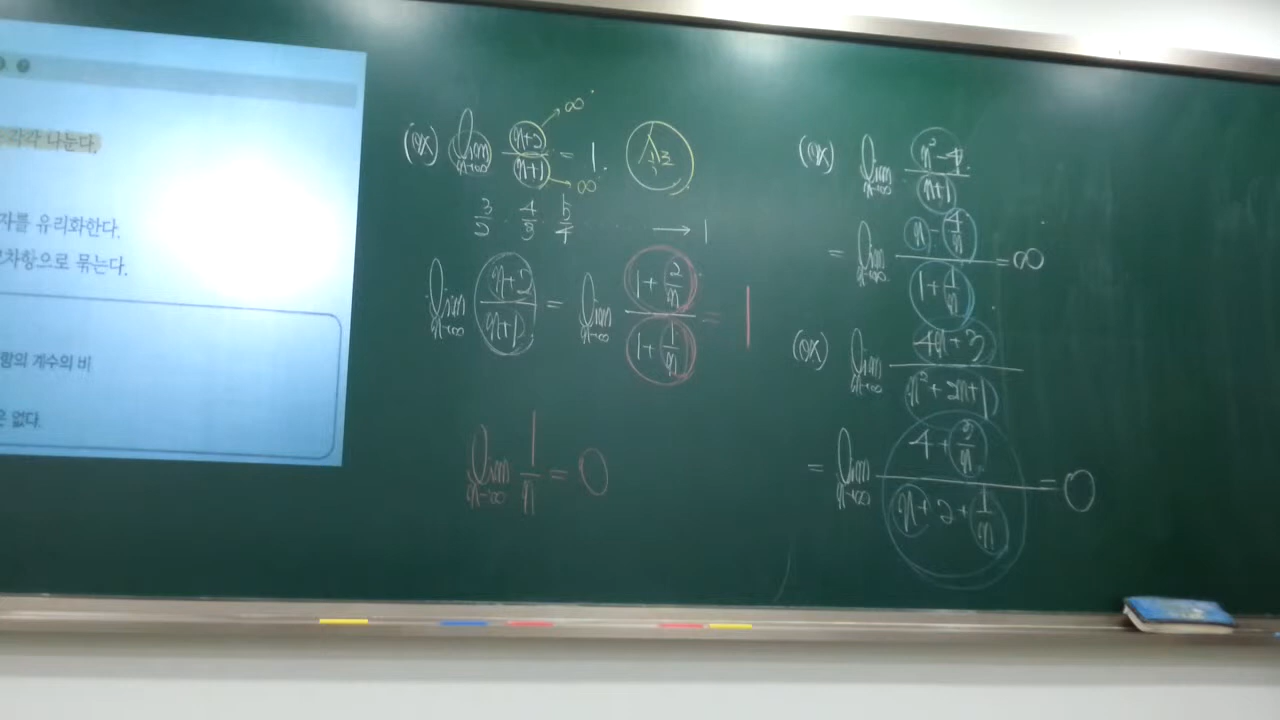 각각 나눈다.
자를 유리화한다.
고차항으로 묶는다.
항의 계수의 비
은 없다.
(ex) lim n→∞ (n+2)/(n+1) = 1.
→ ∞
→ ∞
3/2 4/3 5/4 ... → 1
lim n→∞ (n+2)/(n+1) = lim n→∞ (1 + 2/n)/(1 + 1/n) = 1
lim n→∞ 1/n = 0
(ex) lim n→∞ (n² - 4)/(n+1)
= lim n→∞ (n - 4/n)/(1 + 1/n) = ∞
(ex) lim n→∞ (4n + 3)/(n² + 2n + 1)
= lim n→∞ (4 + 3/n)/(n + 2 + 1/n) = 0